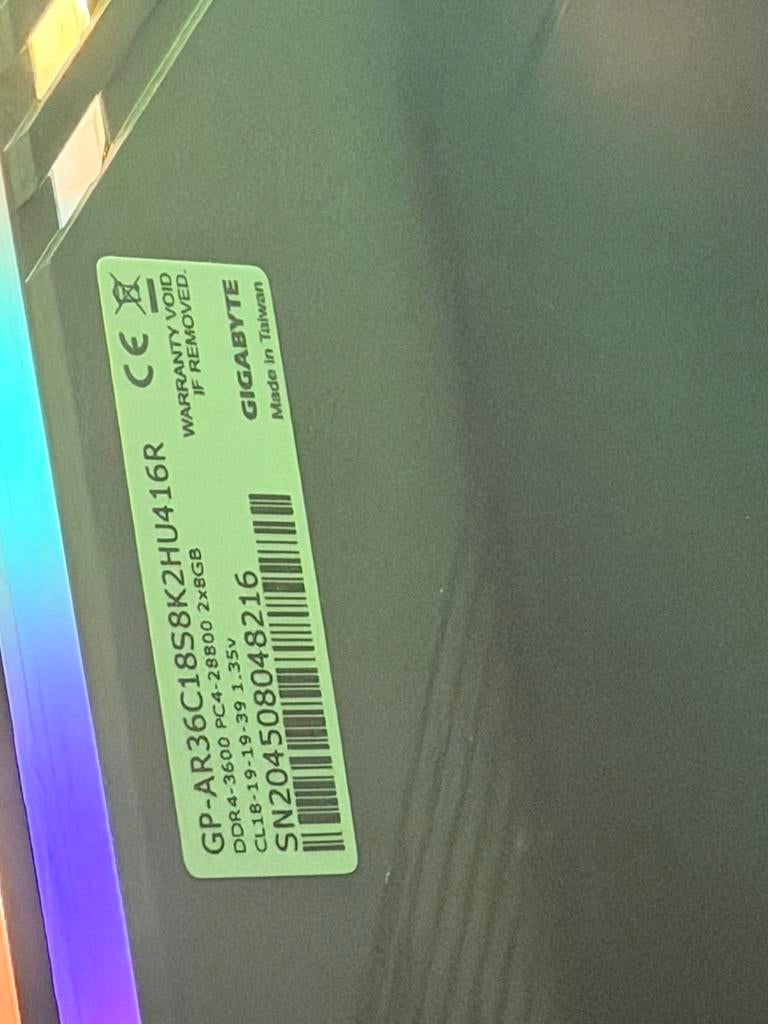 GP-AR36C18S8K2HU416R
DDR4-3600 PC4-28800 2x8GB
CL18-19-19-39 1.35v
SN204508048216
CE
WARRANTY VOID
IF REMOVED.
GIGABYTE
Made in Taiwan